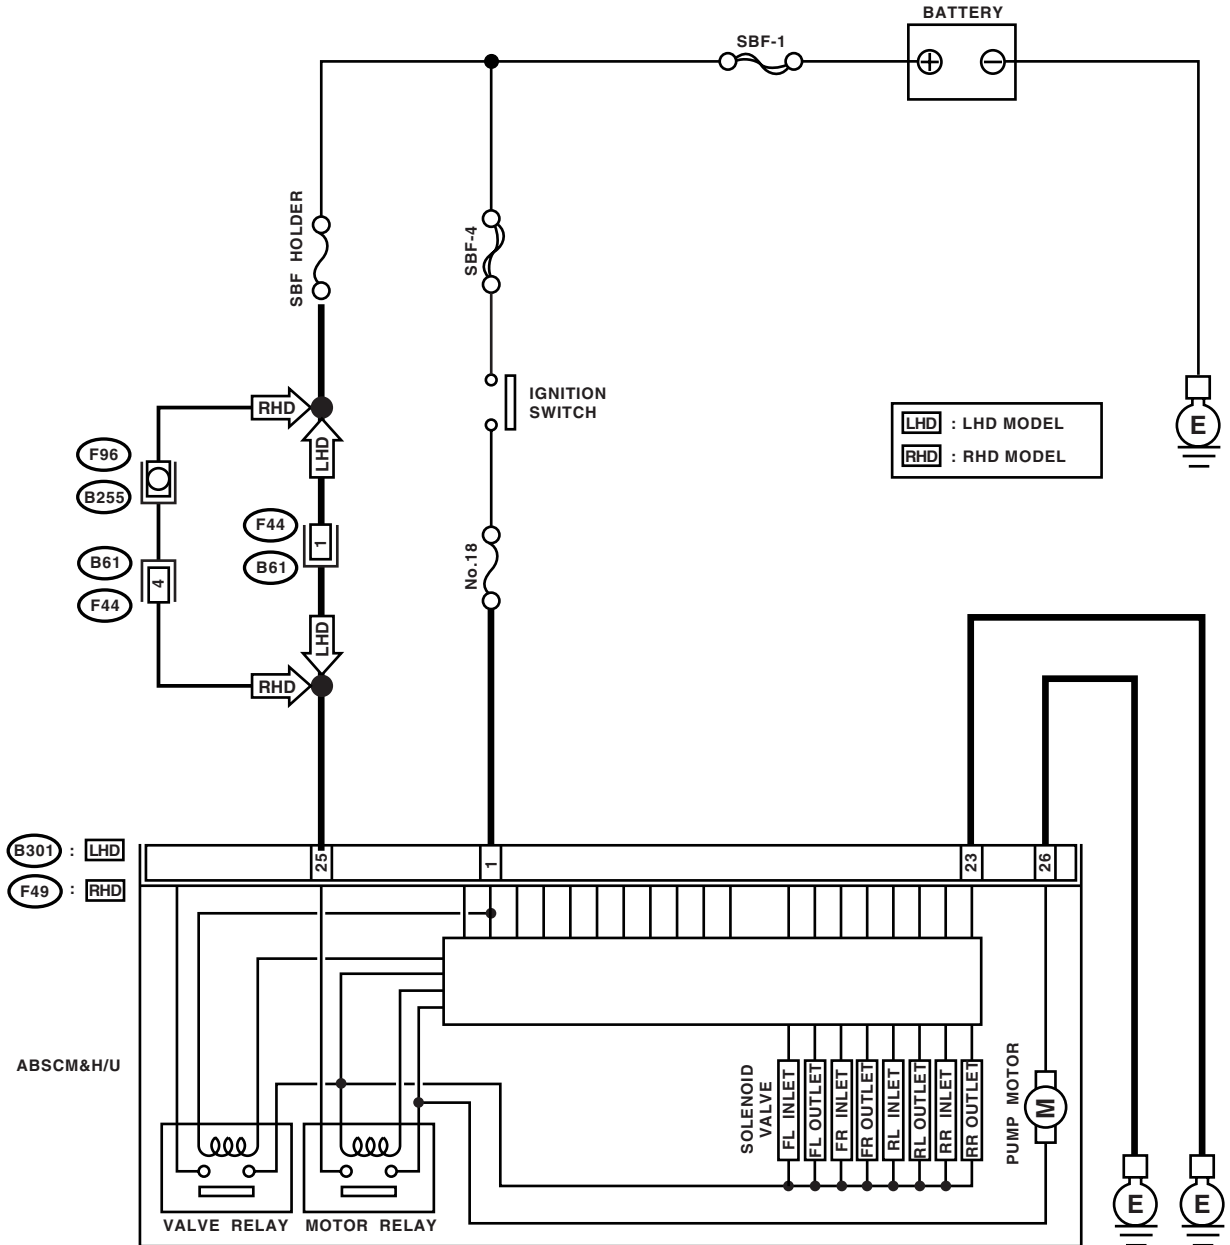 BATTERY
SBF-1
SBF HOLDER
SBF-4
IGNITION
SWITCH
LHD : LHD MODEL
RHD : RHD MODEL
E
RHD
LHD
F96
B255
F44
1
B61
B61
4
F44
No.18
LHD
RHD
B301 : LHD
F49 : RHD
25
1
23
26
ABSCM&H/U
SOLENOID
VALVE
FL INLET
FL OUTLET
FR INLET
FR OUTLET
RL INLET
RL OUTLET
RR INLET
RR OUTLET
PUMP MOTOR
M
VALVE RELAY
MOTOR RELAY
E
E